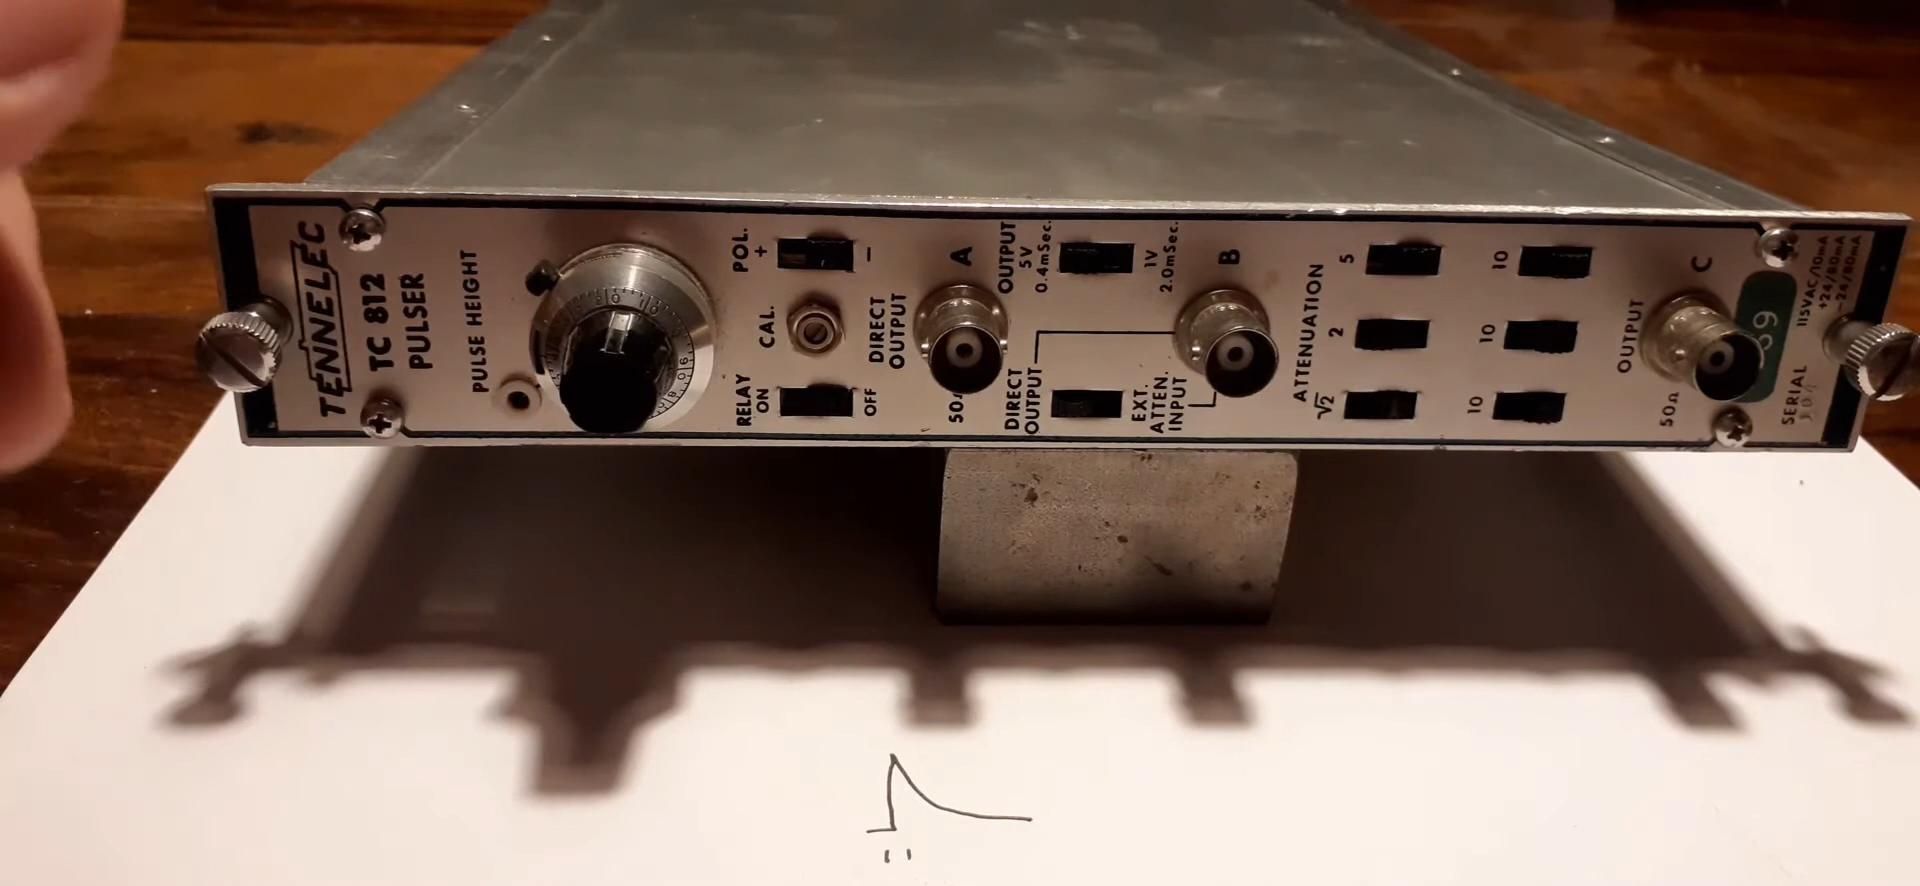 TENNELEC
TC 812
PULSER
PULSE HEIGHT
POL.
+
−
CAL.
RELAY
ON
OFF
DIRECT
OUTPUT
A
50Ω
OUTPUT
5V
0.4mSec.
1V
2.0mSec.
DIRECT
OUTPUT
EXT.
ATTEN.
INPUT
B
ATTENUATION
5
2
√2
10
10
10
OUTPUT
C
50Ω
69
115VAC/10mA
+24/80mA
-24/80mA
SERIAL